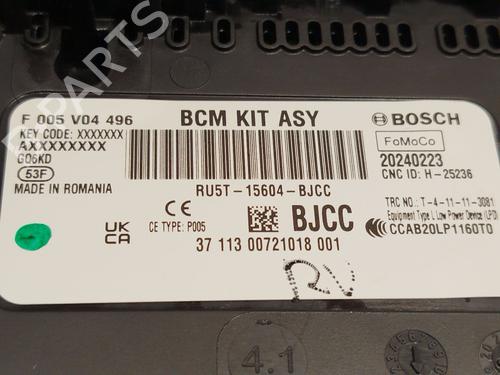 F 005 V04 496
KEY CODE: XXXXXXX
AXXXXXXXX
G06KD
53F
MADE IN ROMANIA
BCM KIT ASY
RU5T-15604-BJCC
BOSCH
FoMoCo
20240223
CNC ID: H-25236
TRC NO.: T-4-11-11-3081
Equipment Type L Low Power Device (LPD)
CCAB20LP1160T0
UK
CA
CE
CE TYPE: P005
BJCC
37 113 00721018 001
RV
4.1
PARTS